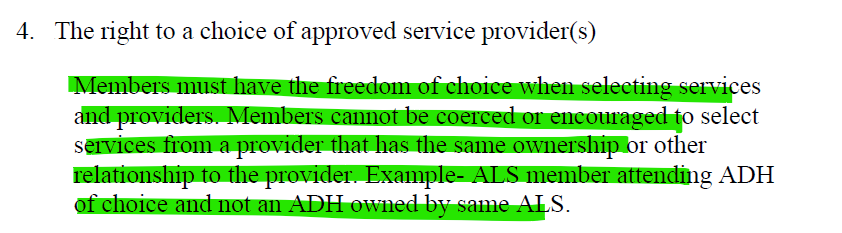 4. The right to a choice of approved service provider(s)
Members must have the freedom of choice when selecting services
and providers. Members cannot be coerced or encouraged to select
services from a provider that has the same ownership or other
relationship to the provider. Example- ALS member attending ADH
of choice and not an ADH owned by same ALS.